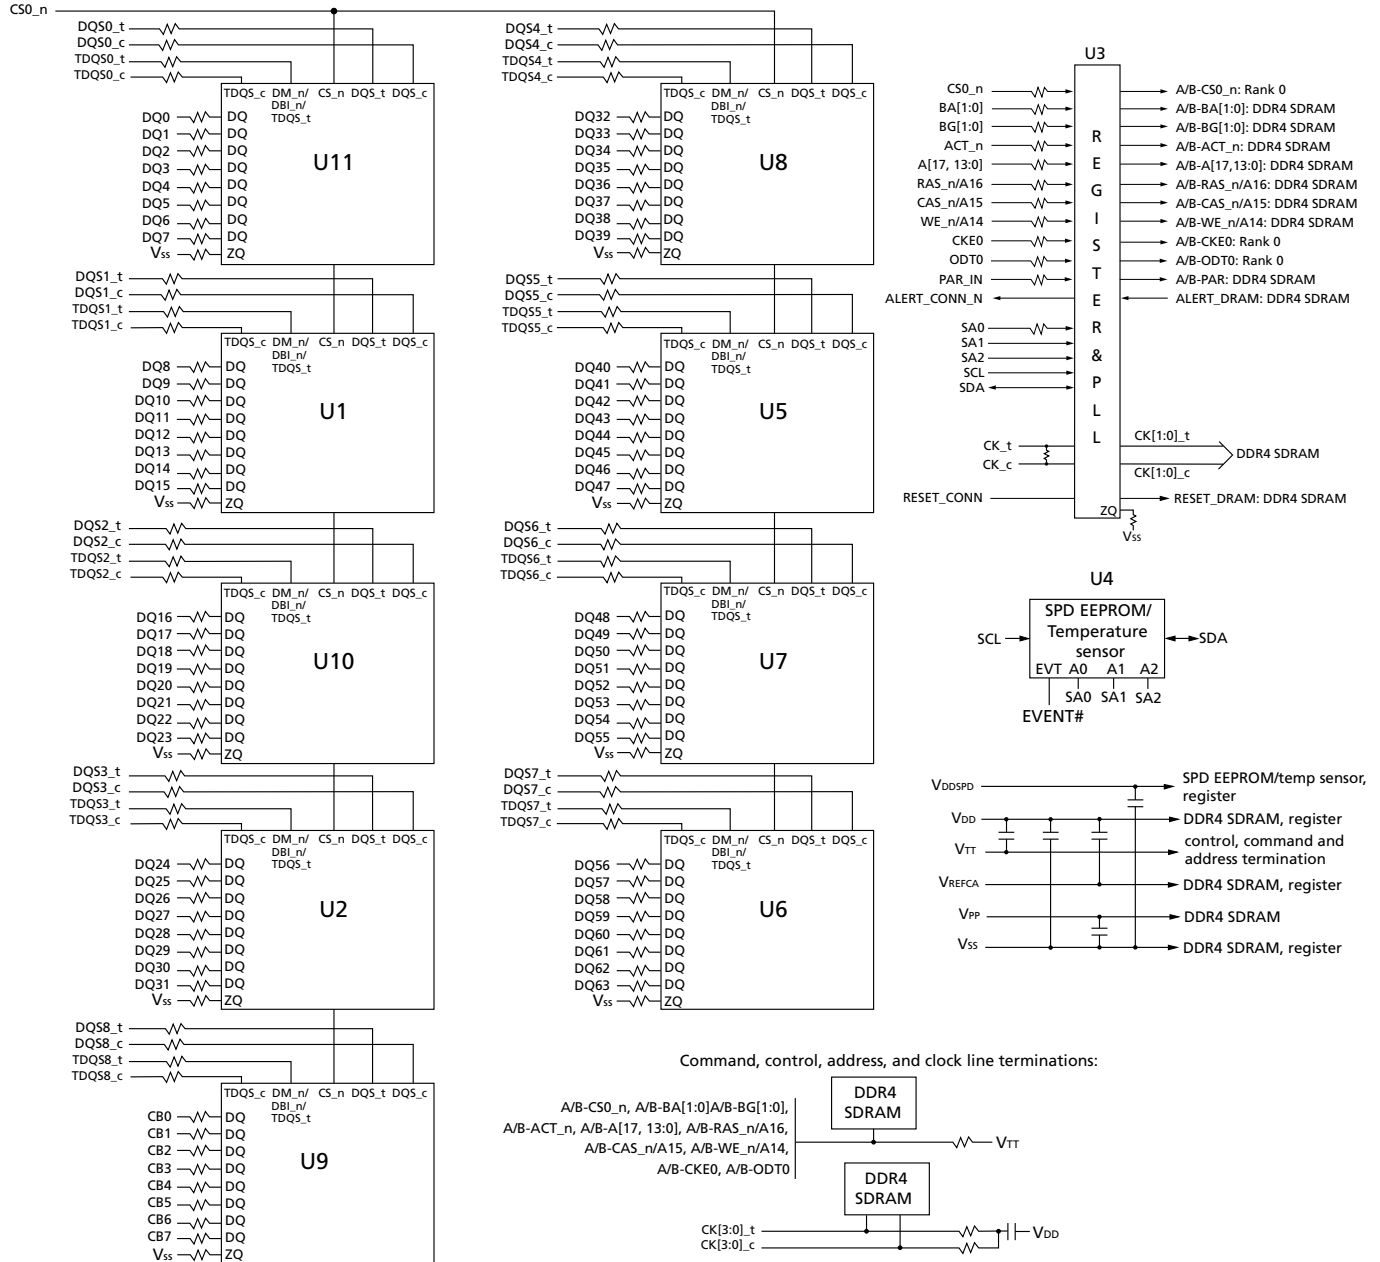 CS0_n
DQS0_t
DQS0_c
TDQS0_t
TDQS0_c
TDQS_c DM_n/ CS_n DQS_t DQS_c
DBI_n/
TDQS_t
DQ0 DQ
DQ1 DQ
DQ2 DQ
DQ3 DQ
DQ4 DQ
DQ5 DQ
DQ6 DQ
DQ7 DQ
Vss ZQ
U11
DQS1_t
DQS1_c
TDQS1_t
TDQS1_c
TDQS_c DM_n/ CS_n DQS_t DQS_c
DBI_n/
TDQS_t
DQ8 DQ
DQ9 DQ
DQ10 DQ
DQ11 DQ
DQ12 DQ
DQ13 DQ
DQ14 DQ
DQ15 DQ
Vss ZQ
U1
DQS2_t
DQS2_c
TDQS2_t
TDQS2_c
TDQS_c DM_n/ CS_n DQS_t DQS_c
DBI_n/
TDQS_t
DQ16 DQ
DQ17 DQ
DQ18 DQ
DQ19 DQ
DQ20 DQ
DQ21 DQ
DQ22 DQ
DQ23 DQ
Vss ZQ
U10
DQS3_t
DQS3_c
TDQS3_t
TDQS3_c
TDQS_c DM_n/ CS_n DQS_t DQS_c
DBI_n/
TDQS_t
DQ24 DQ
DQ25 DQ
DQ26 DQ
DQ27 DQ
DQ28 DQ
DQ29 DQ
DQ30 DQ
DQ31 DQ
Vss ZQ
U2
DQS8_t
DQS8_c
TDQS8_t
TDQS8_c
TDQS_c DM_n/ CS_n DQS_t DQS_c
DBI_n/
TDQS_t
CB0 DQ
CB1 DQ
CB2 DQ
CB3 DQ
CB4 DQ
CB5 DQ
CB6 DQ
CB7 DQ
Vss ZQ
U9
DQS4_t
DQS4_c
TDQS4_t
TDQS4_c
TDQS_c DM_n/ CS_n DQS_t DQS_c
DBI_n/
TDQS_t
DQ32 DQ
DQ33 DQ
DQ34 DQ
DQ35 DQ
DQ36 DQ
DQ37 DQ
DQ38 DQ
DQ39 DQ
Vss ZQ
U8
DQS5_t
DQS5_c
TDQS5_t
TDQS5_c
TDQS_c DM_n/ CS_n DQS_t DQS_c
DBI_n/
TDQS_t
DQ40 DQ
DQ41 DQ
DQ42 DQ
DQ43 DQ
DQ44 DQ
DQ45 DQ
DQ46 DQ
DQ47 DQ
Vss ZQ
U5
DQS6_t
DQS6_c
TDQS6_t
TDQS6_c
TDQS_c DM_n/ CS_n DQS_t DQS_c
DBI_n/
TDQS_t
DQ48 DQ
DQ49 DQ
DQ50 DQ
DQ51 DQ
DQ52 DQ
DQ53 DQ
DQ54 DQ
DQ55 DQ
Vss ZQ
U7
DQS7_t
DQS7_c
TDQS7_t
TDQS7_c
TDQS_c DM_n/ CS_n DQS_t DQS_c
DBI_n/
TDQS_t
DQ56 DQ
DQ57 DQ
DQ58 DQ
DQ59 DQ
DQ60 DQ
DQ61 DQ
DQ62 DQ
DQ63 DQ
Vss ZQ
U6
U3
REGISTER&PLL
CS0_n A/B-CS0_n: Rank 0
BA[1:0] A/B-BA[1:0]: DDR4 SDRAM
BG[1:0] A/B-BG[1:0]: DDR4 SDRAM
ACT_n A/B-ACT_n: DDR4 SDRAM
A[17, 13:0] A/B-A[17,13:0]: DDR4 SDRAM
RAS_n/A16 A/B-RAS_n/A16: DDR4 SDRAM
CAS_n/A15 A/B-CAS_n/A15: DDR4 SDRAM
WE_n/A14 A/B-WE_n/A14: DDR4 SDRAM
CKE0 A/B-CKE0: Rank 0
ODT0 A/B-ODT0: Rank 0
PAR_IN A/B-PAR: DDR4 SDRAM
ALERT_CONN_N ALERT_DRAM: DDR4 SDRAM
SA0
SA1
SA2
SCL
SDA
CK_t CK[1:0]_t
DDR4 SDRAM
CK_c CK[1:0]_c
RESET_CONN RESET_DRAM: DDR4 SDRAM
ZQ
Vss
U4
SPD EEPROM/
Temperature
sensor
SCL SDA
EVT A0 A1 A2
SA0 SA1 SA2
EVENT#
VDDSPD SPD EEPROM/temp sensor,
register
VDD DDR4 SDRAM, register
VTT control, command and
address termination
VREFCA DDR4 SDRAM, register
VPP DDR4 SDRAM
Vss DDR4 SDRAM, register
Command, control, address, and clock line terminations:
DDR4
SDRAM
A/B-CS0_n, A/B-BA[1:0]A/B-BG[1:0],
A/B-ACT_n, A/B-A[17, 13:0], A/B-RAS_n/A16,
A/B-CAS_n/A15, A/B-WE_n/A14,
A/B-CKE0, A/B-ODT0
VTT
DDR4
SDRAM
CK[3:0]_t
CK[3:0]_c
VDD